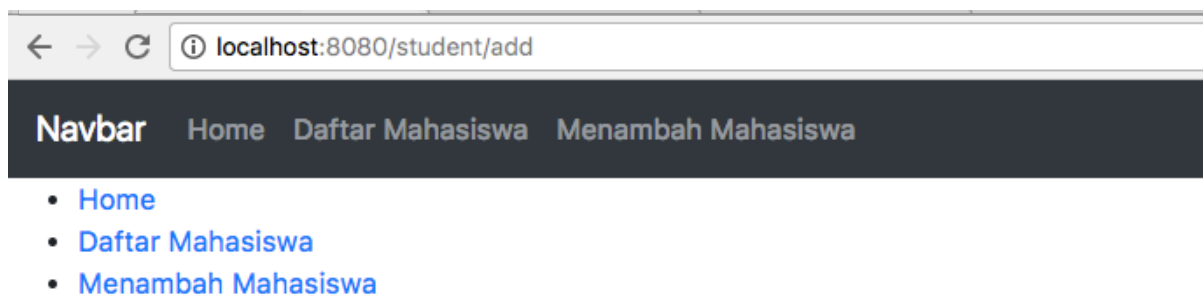 localhost:8080/student/add
Navbar Home Daftar Mahasiswa Menambah Mahasiswa
• Home
• Daftar Mahasiswa
• Menambah Mahasiswa